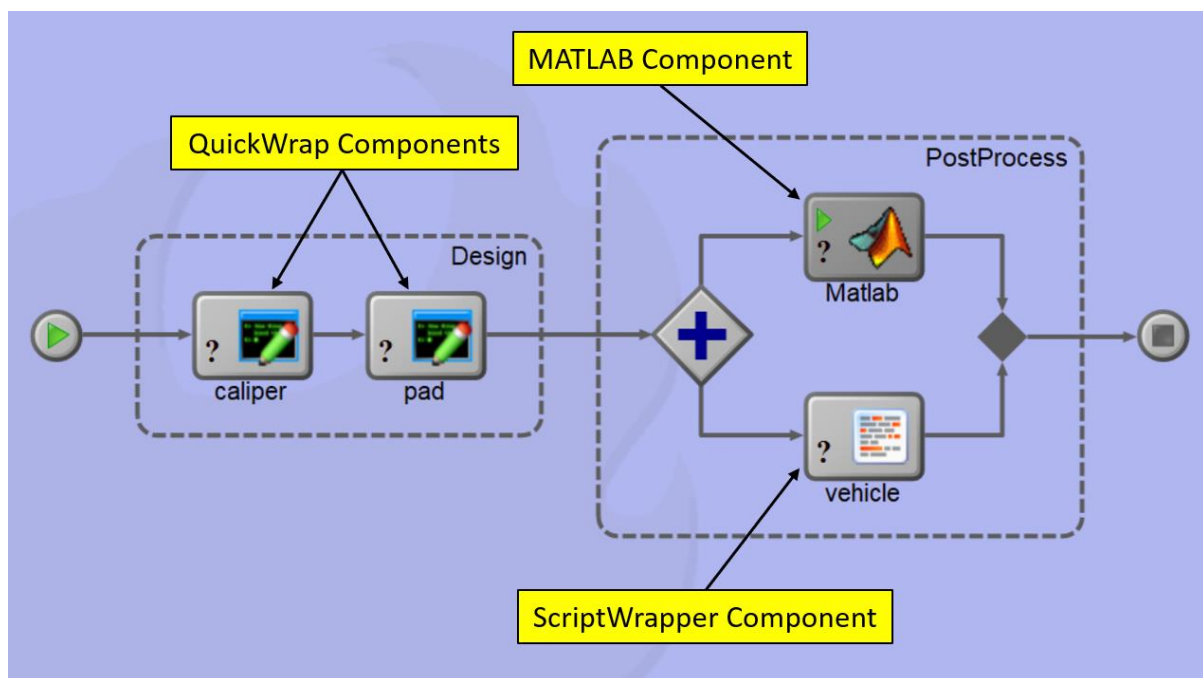 MATLAB Component
QuickWrap Components
PostProcess
Design
?
Matlab
?
caliper
?
pad
?
vehicle
ScriptWrapper Component